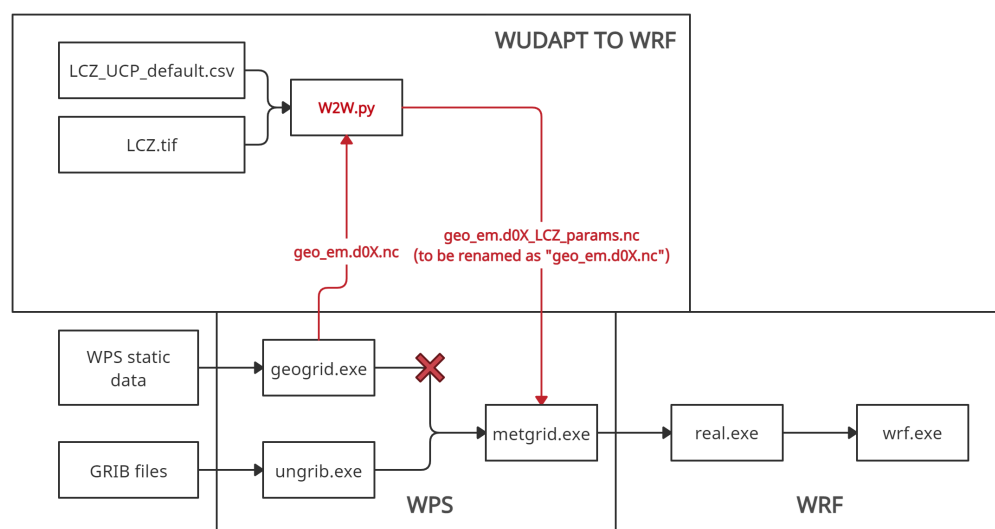 WUDAPT TO WRF
LCZ_UCP_default.csv
W2W.py
LCZ.tif
geo_em.d0X.nc
geo_em.d0X_LCZ_params.nc
(to be renamed as "geo_em.d0X.nc")
WPS static
data
geogrid.exe
metgrid.exe
real.exe
wrf.exe
GRIB files
ungrib.exe
WPS
WRF